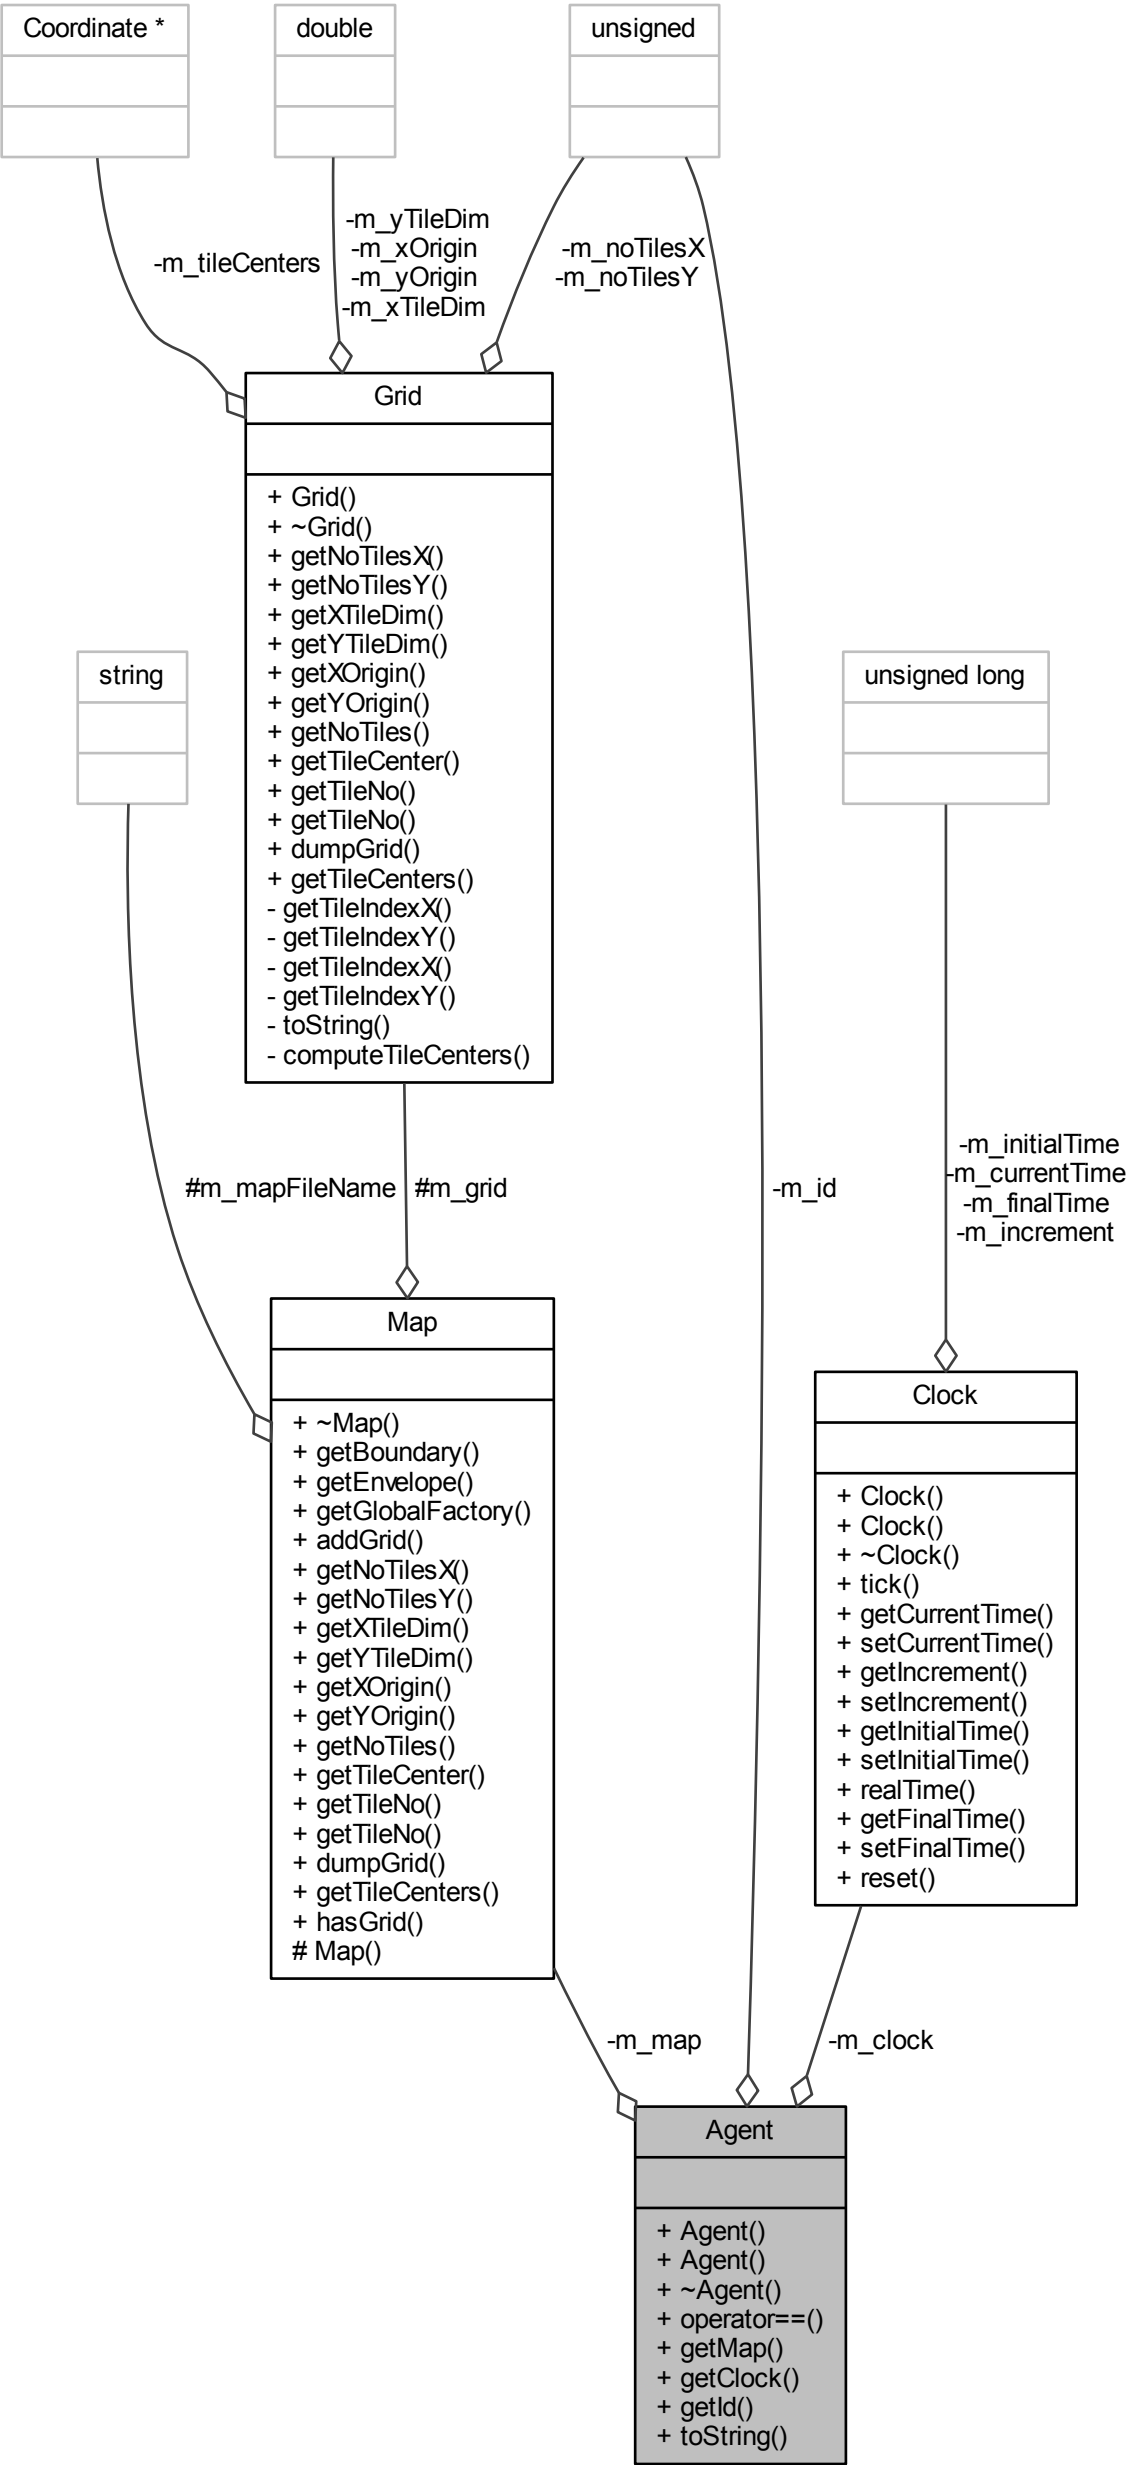 Coordinate *
double
unsigned
-m_tileCenters
-m_yTileDim
-m_xOrigin
-m_yOrigin
-m_xTileDim
-m_noTilesX
-m_noTilesY
Grid
+ Grid()
+ ~Grid()
+ getNoTilesX()
+ getNoTilesY()
+ getXTileDim()
+ getYTileDim()
+ getXOrigin()
+ getYOrigin()
+ getNoTiles()
+ getTileCenter()
+ getTileNo()
+ getTileNo()
+ dumpGrid()
+ getTileCenters()
- getTileIndexX()
- getTileIndexY()
- getTileIndexX()
- getTileIndexY()
- toString()
- computeTileCenters()
string
unsigned long
#m_mapFileName
#m_grid
-m_id
-m_initialTime
-m_currentTime
-m_finalTime
-m_increment
Map
+ ~Map()
+ getBoundary()
+ getEnvelope()
+ getGlobalFactory()
+ addGrid()
+ getNoTilesX()
+ getNoTilesY()
+ getXTileDim()
+ getYTileDim()
+ getXOrigin()
+ getYOrigin()
+ getNoTiles()
+ getTileCenter()
+ getTileNo()
+ getTileNo()
+ dumpGrid()
+ getTileCenters()
+ hasGrid()
# Map()
Clock
+ Clock()
+ Clock()
+ ~Clock()
+ tick()
+ getCurrentTime()
+ setCurrentTime()
+ getIncrement()
+ setIncrement()
+ getInitialTime()
+ setInitialTime()
+ realTime()
+ getFinalTime()
+ setFinalTime()
+ reset()
-m_map
-m_clock
Agent
+ Agent()
+ Agent()
+ ~Agent()
+ operator==()
+ getMap()
+ getClock()
+ getId()
+ toString()